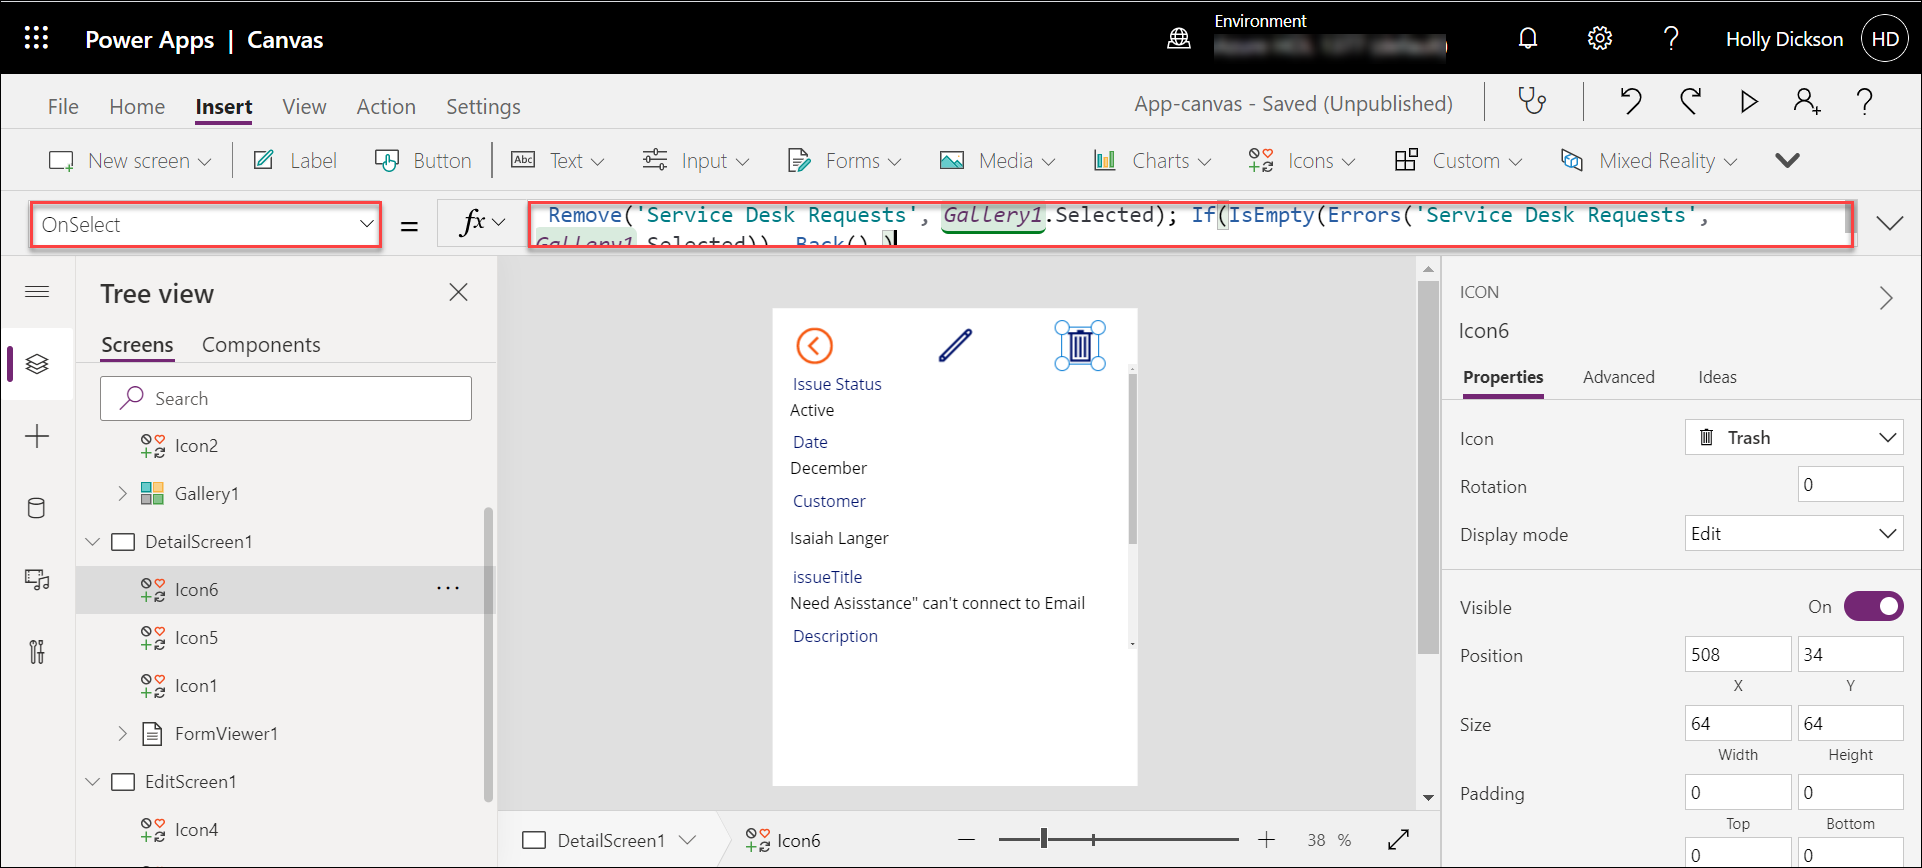 Power Apps | Canvas
Environment
Holly Dickson
HD
File Home Insert View Action Settings
App-canvas - Saved (Unpublished)
New screen Label Button Abc Text Input Forms Media Charts Icons Custom Mixed Reality
OnSelect = fx Remove('Service Desk Requests', Gallery1.Selected); If(IsEmpty(Errors('Service Desk Requests',
Gallery1.Selected)), Back() )
Tree view
Screens Components
Search
Icon2
Gallery1
DetailScreen1
Icon6 ...
Icon5
Icon1
FormViewer1
EditScreen1
Icon4
Issue Status
Active
Date
December
Customer
Isaiah Langer
issueTitle
Need Asisstance" can't connect to Email
Description
DetailScreen1 Icon6
38 %
ICON
Icon6
Properties Advanced Ideas
Icon Trash
Rotation 0
Display mode Edit
Visible On
Position 508 34
X Y
Size 64 64
Width Height
Padding 0 0
Top Bottom
0 0